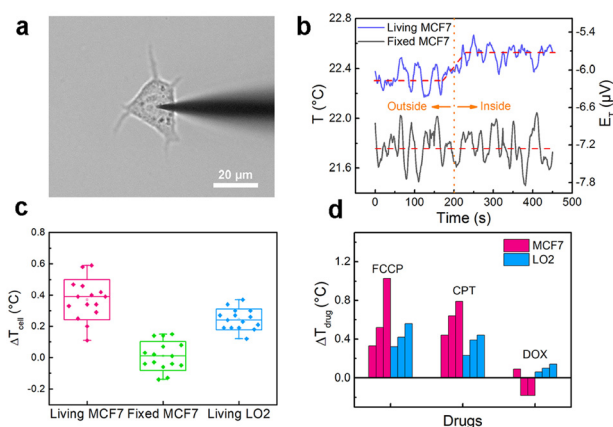 a
20 μm
b
Living MCF7
Fixed MCF7
22.8
22.4
22.0
21.6
T (°C)
Outside
Inside
-5.4
-6.0
-6.6
-7.2
-7.8
E_T (μV)
0 100 200 300 400 500
Time (s)
c
0.8
0.6
0.4
0.2
0.0
-0.2
ΔT_cell (°C)
Living MCF7 Fixed MCF7 Living LO2
d
MCF7
LO2
FCCP
CPT
DOX
1.2
0.8
0.4
0.0
ΔT_drug (°C)
Drugs